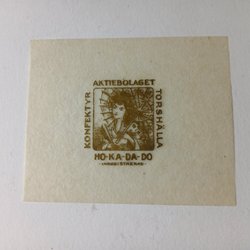 AKTIEBOLAGET
KONFEKTYR
TORSHÄLLA
HO-KA-DA-DO